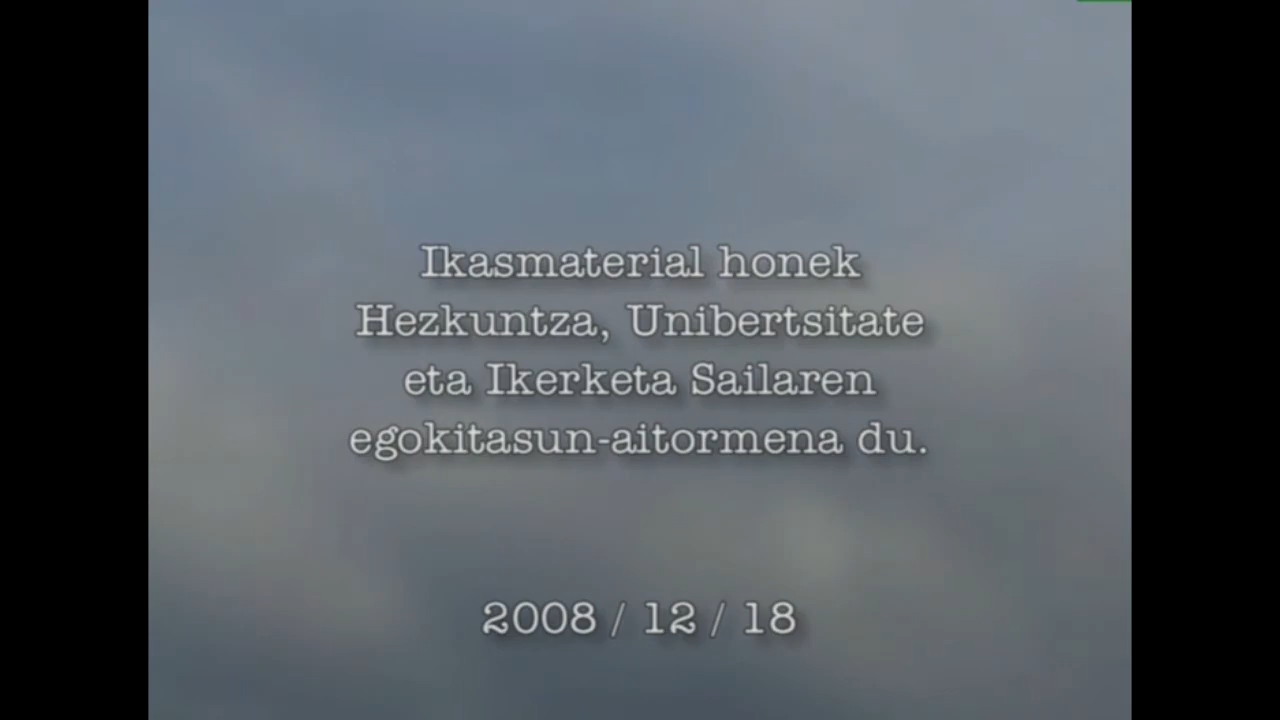 Ikasmaterial honek
Hezkuntza, Unibertsitate
eta Ikerketa Sailaren
egokitasun-aitormena du.
2008 / 12 / 18